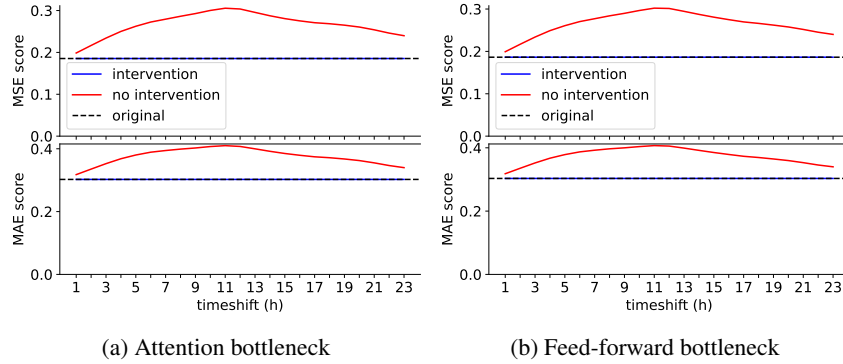 0.3
0.2
0.1
0.0
MSE score
intervention
no intervention
original
0.4
0.2
0.0
MAE score
1 3 5 7 9 11 13 15 17 19 21 23
timeshift (h)
(a) Attention bottleneck
0.3
0.2
0.1
0.0
MSE score
intervention
no intervention
original
0.4
0.2
0.0
MAE score
1 3 5 7 9 11 13 15 17 19 21 23
timeshift (h)
(b) Feed-forward bottleneck